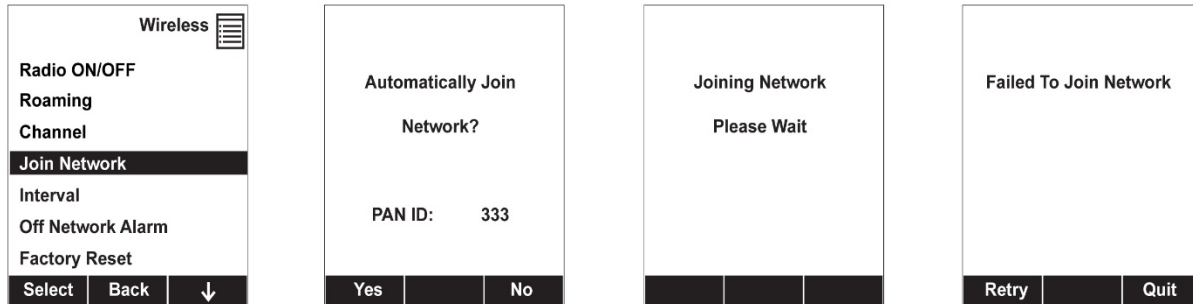 Wireless
Radio ON/OFF
Roaming
Channel
Join Network
Interval
Off Network Alarm
Factory Reset
Select Back ↓
Automatically Join
Network?
PAN ID: 333
Yes No
Joining Network
Please Wait
Failed To Join Network
Retry Quit